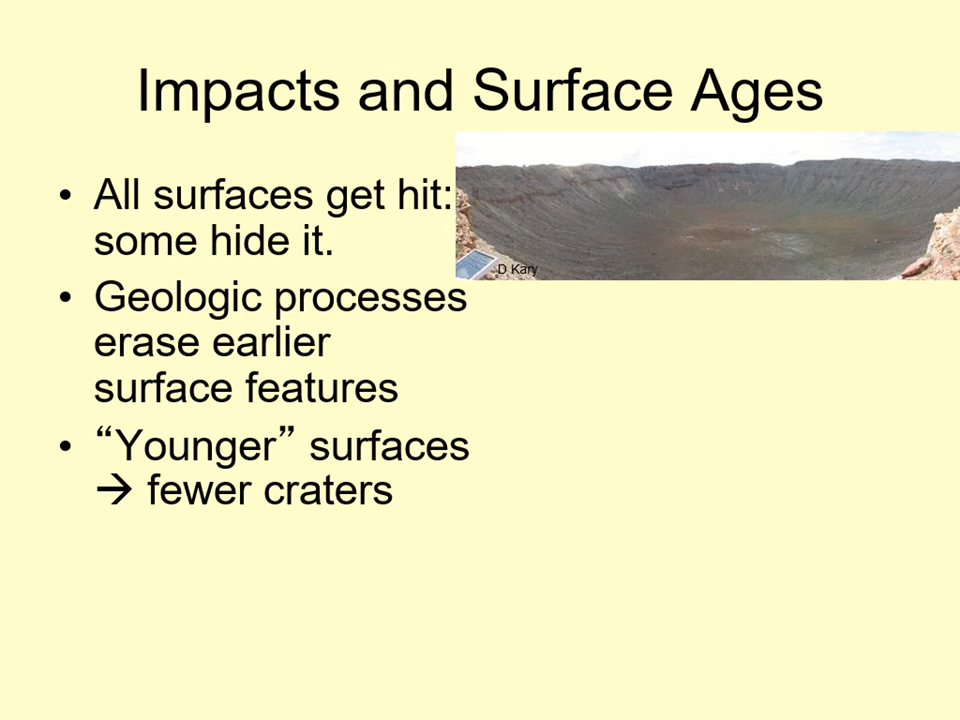 Impacts and Surface Ages
• All surfaces get hit:
some hide it.
• Geologic processes
erase earlier
surface features
• “Younger” surfaces
→ fewer craters
D Kary